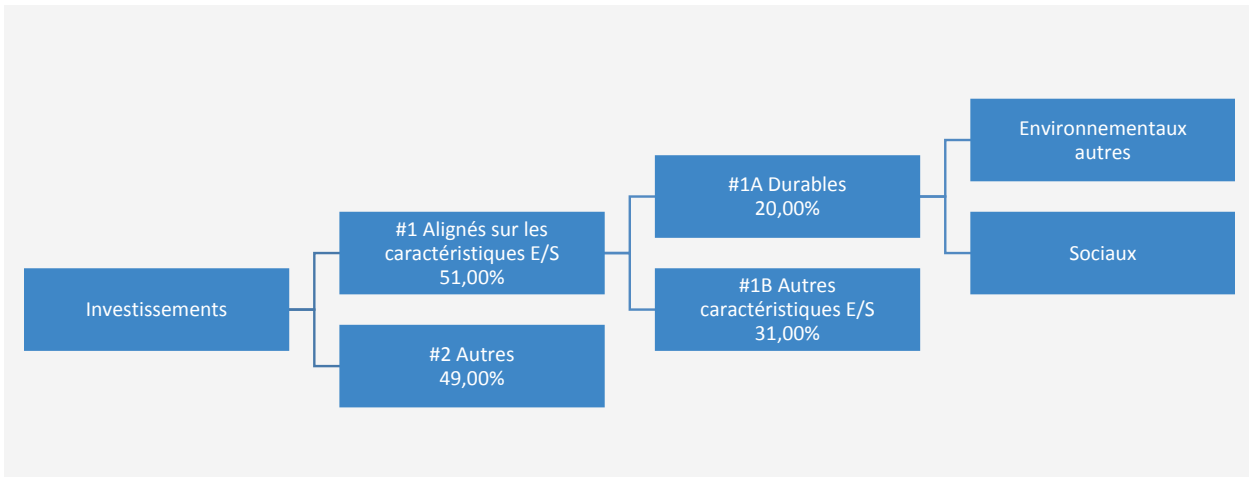 Investissements
#1 Alignés sur les
caractéristiques E/S
51,00%
#2 Autres
49,00%
#1A Durables
20,00%
#1B Autres
caractéristiques E/S
31,00%
Environnementaux
autres
Sociaux